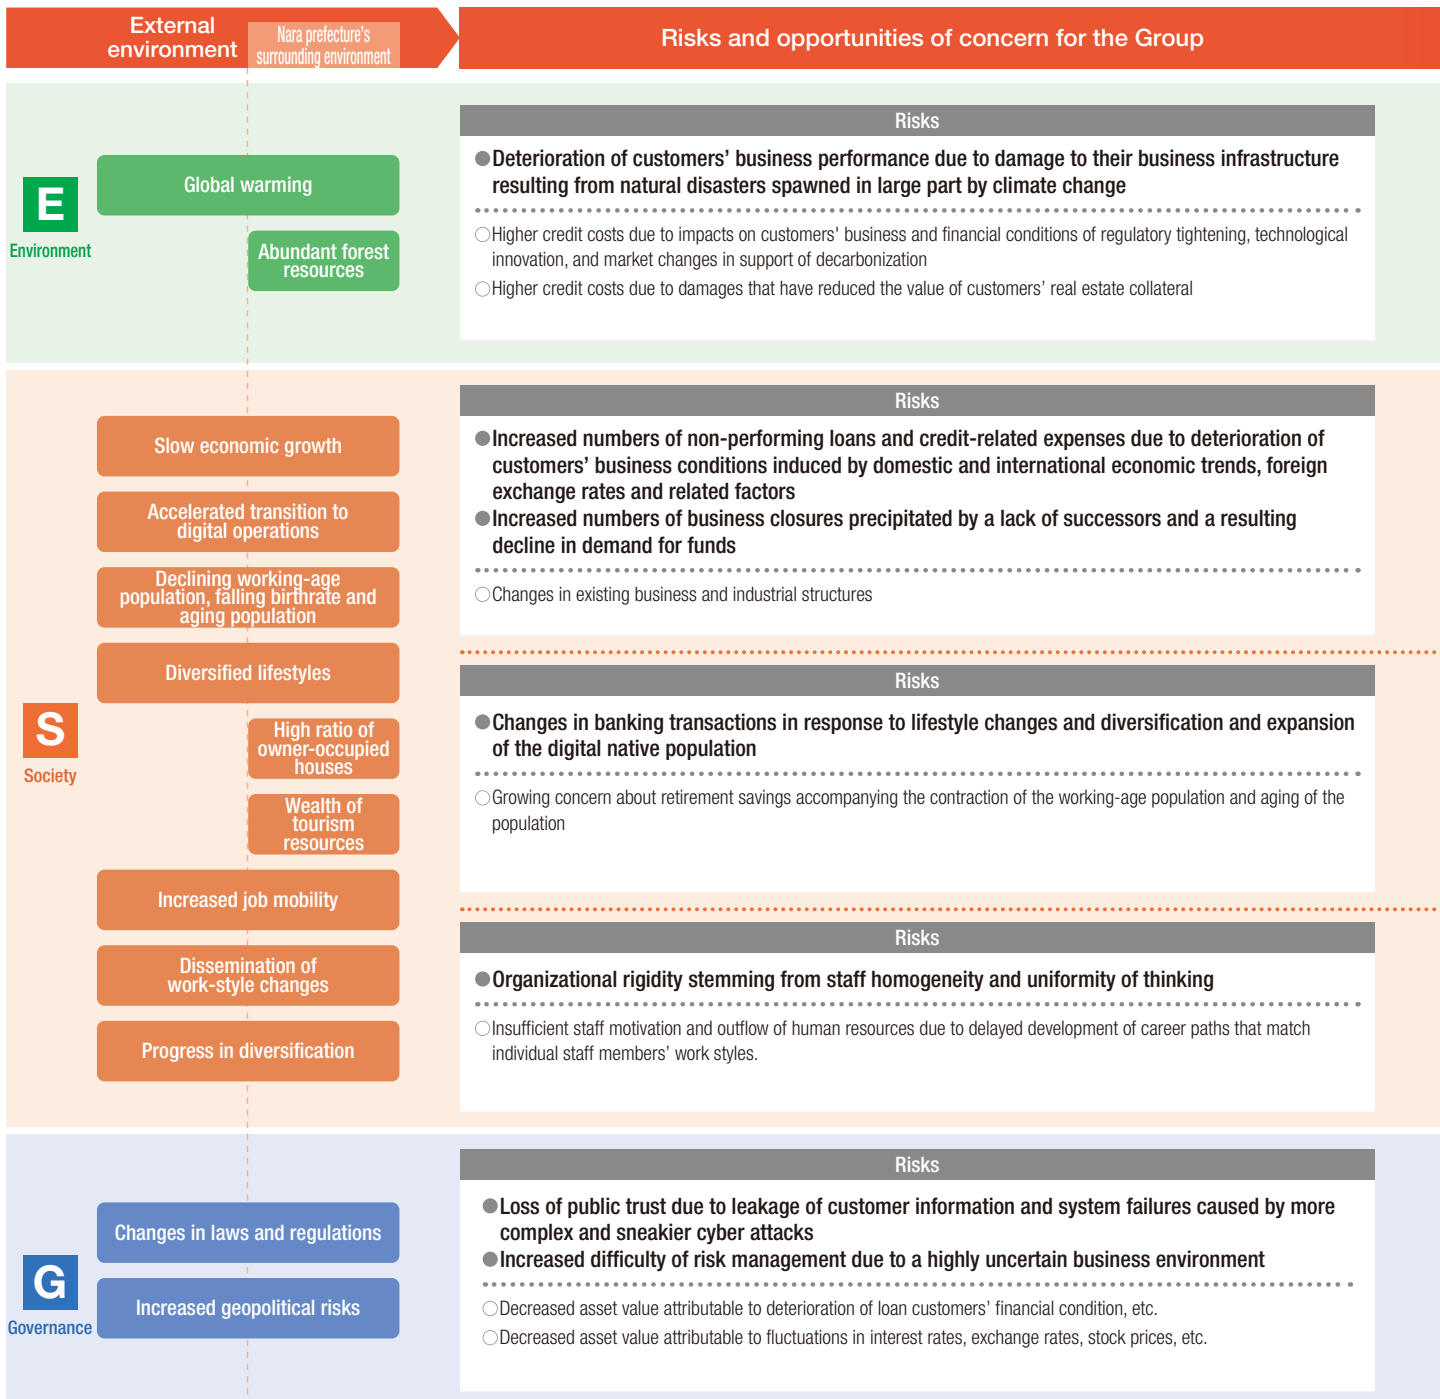 External
environment
Nara prefecture's
surrounding environment
Risks and opportunities of concern for the Group
E
Environment
Global warming
Abundant forest
resources
Risks
●Deterioration of customers’ business performance due to damage to their business infrastructure
resulting from natural disasters spawned in large part by climate change
○Higher credit costs due to impacts on customers' business and financial conditions of regulatory tightening, technological
innovation, and market changes in support of decarbonization
○Higher credit costs due to damages that have reduced the value of customers’ real estate collateral
S
Society
Slow economic growth
Accelerated transition to
digital operations
Declining working-age
population, falling birthrate and
aging population
Diversified lifestyles
High ratio of
owner-occupied
houses
Wealth of
tourism
resources
Increased job mobility
Dissemination of
work-style changes
Progress in diversification
Risks
●Increased numbers of non-performing loans and credit-related expenses due to deterioration of
customers’ business conditions induced by domestic and international economic trends, foreign
exchange rates and related factors
●Increased numbers of business closures precipitated by a lack of successors and a resulting
decline in demand for funds
○Changes in existing business and industrial structures
Risks
●Changes in banking transactions in response to lifestyle changes and diversification and expansion
of the digital native population
○Growing concern about retirement savings accompanying the contraction of the working-age population and aging of the
population
Risks
●Organizational rigidity stemming from staff homogeneity and uniformity of thinking
○Insufficient staff motivation and outflow of human resources due to delayed development of career paths that match
individual staff members’ work styles.
G
Governance
Changes in laws and regulations
Increased geopolitical risks
Risks
●Loss of public trust due to leakage of customer information and system failures caused by more
complex and sneakier cyber attacks
●Increased difficulty of risk management due to a highly uncertain business environment
○Decreased asset value attributable to deterioration of loan customers’ financial condition, etc.
○Decreased asset value attributable to fluctuations in interest rates, exchange rates, stock prices, etc.